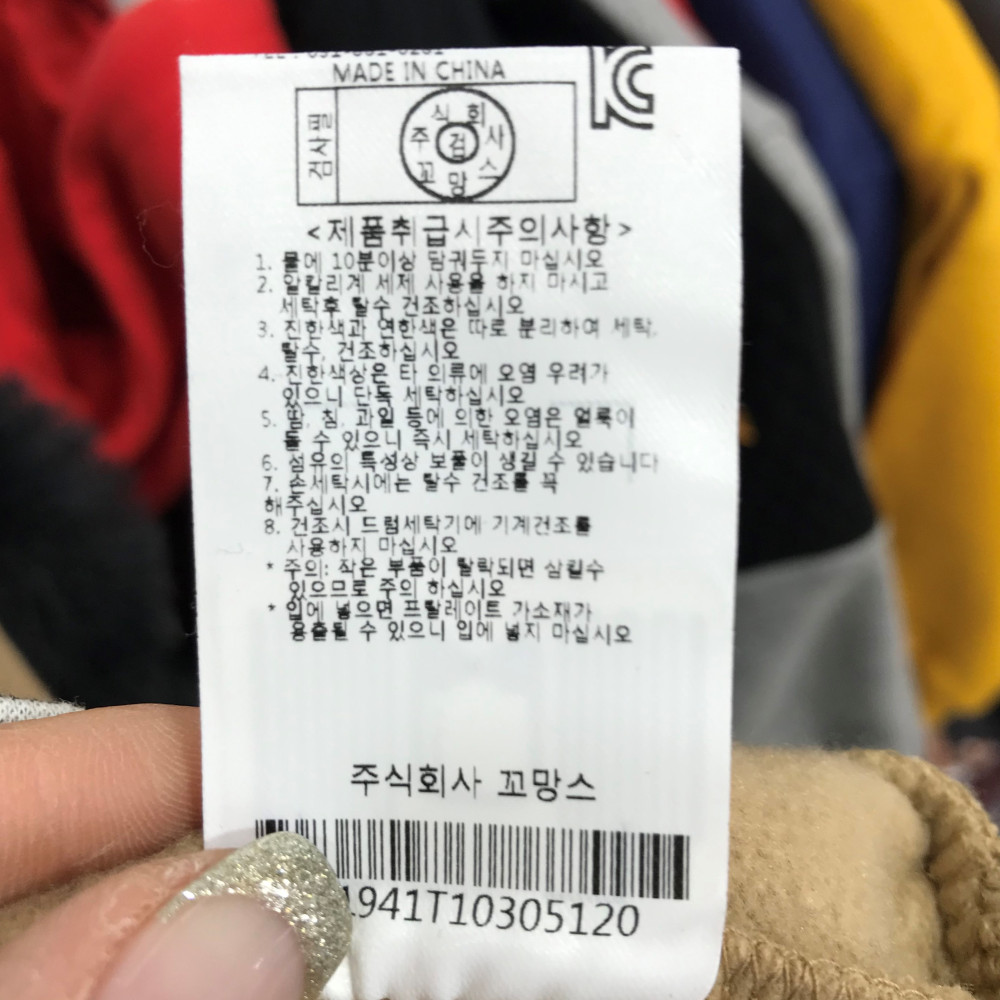 MADE IN CHINA
KC
검사필
주식회사
꼬망스
검
<제품취급시주의사항>
1. 물에 10분이상 담궈두지 마십시오
2. 알칼리계 세제 사용을 하지 마시고
세탁후 탈수 건조하십시오
3. 진한색과 연한색은 따로 분리하여 세탁,
탈수, 건조하십시오
4. 진한색상은 타 의류에 오염 우려가
있으니 단독 세탁하십시오
5. 땀, 침, 과일 등에 의한 오염은 얼룩이
될 수 있으니 즉시 세탁하십시오
6. 섬유의 특성상 보풀이 생길 수 있습니다
7. 손세탁시에는 탈수 건조를 꼭
해주십시오
8. 건조시 드럼세탁기에 기계건조를
사용하지 마십시오
* 주의: 작은 부품이 탈락되면 삼킬수
있으므로 주의 하십시오
* 입에 넣으면 프탈레이트 가소재가
용출될 수 있으니 입에 넣지 마십시오
주식회사 꼬망스
1941T10305120